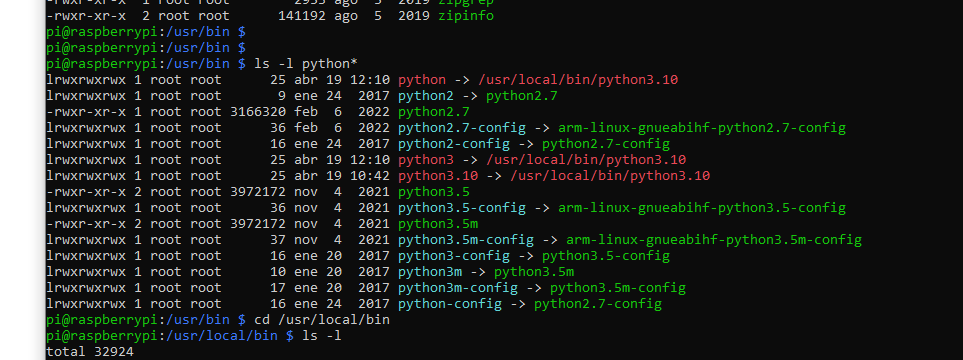 -rwxr-xr-x 1 root root 2953 ago 5 2019 zipgrep
-rwxr-xr-x 2 root root 141192 ago 5 2019 zipinfo
pi@raspberrypi:/usr/bin $
pi@raspberrypi:/usr/bin $
pi@raspberrypi:/usr/bin $ ls -l python*
lrwxrwxrwx 1 root root 25 abr 19 12:10 python -> /usr/local/bin/python3.10
lrwxrwxrwx 1 root root 9 ene 24 2017 python2 -> python2.7
-rwxr-xr-x 1 root root 3166320 feb 6 2022 python2.7
lrwxrwxrwx 1 root root 36 feb 6 2022 python2.7-config -> arm-linux-gnueabihf-python2.7-config
lrwxrwxrwx 1 root root 16 ene 24 2017 python2-config -> python2.7-config
lrwxrwxrwx 1 root root 25 abr 19 12:10 python3 -> /usr/local/bin/python3.10
lrwxrwxrwx 1 root root 25 abr 19 10:42 python3.10 -> /usr/local/bin/python3.10
-rwxr-xr-x 2 root root 3972172 nov 4 2021 python3.5
lrwxrwxrwx 1 root root 36 nov 4 2021 python3.5-config -> arm-linux-gnueabihf-python3.5-config
-rwxr-xr-x 2 root root 3972172 nov 4 2021 python3.5m
lrwxrwxrwx 1 root root 37 nov 4 2021 python3.5m-config -> arm-linux-gnueabihf-python3.5m-config
lrwxrwxrwx 1 root root 16 ene 20 2017 python3-config -> python3.5-config
lrwxrwxrwx 1 root root 10 ene 20 2017 python3m -> python3.5m
lrwxrwxrwx 1 root root 17 ene 20 2017 python3m-config -> python3.5m-config
lrwxrwxrwx 1 root root 16 ene 24 2017 python-config -> python2.7-config
pi@raspberrypi:/usr/bin $ cd /usr/local/bin
pi@raspberrypi:/usr/local/bin $ ls -l
total 32924